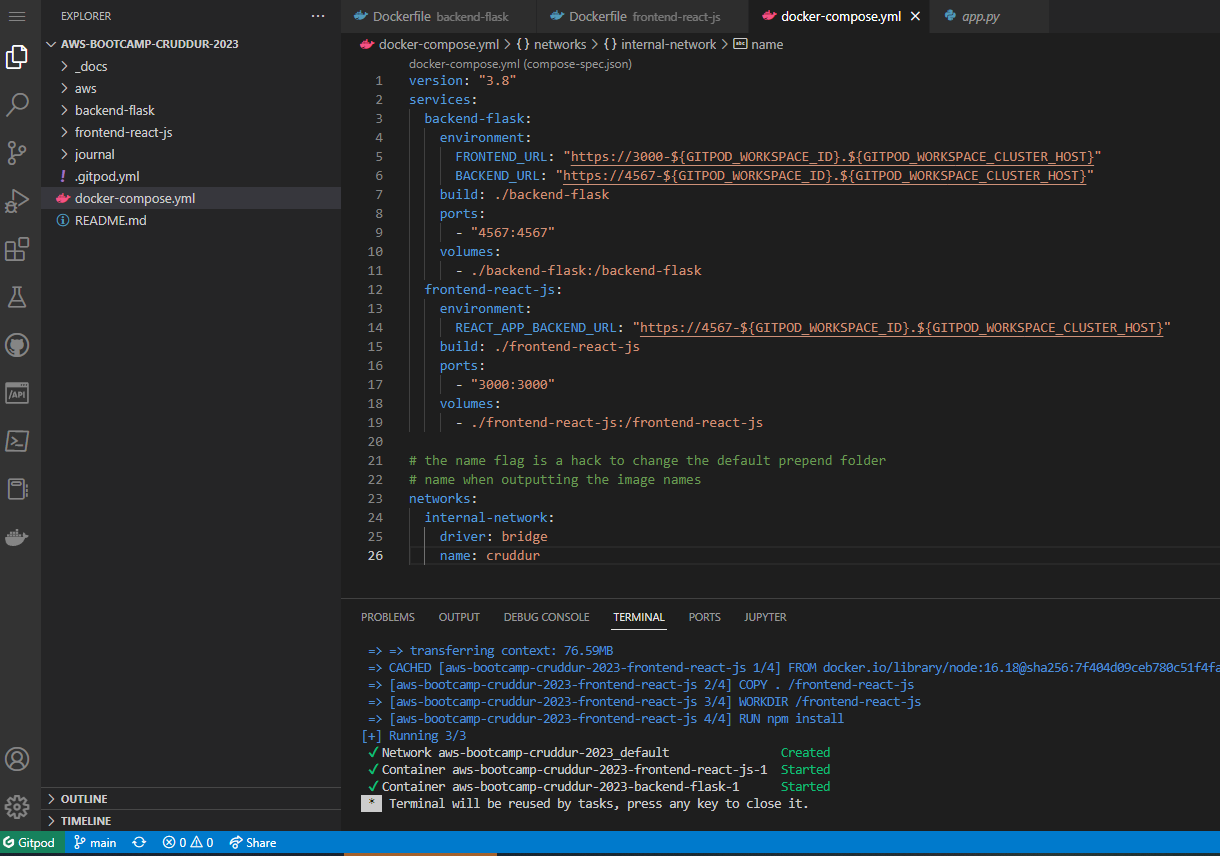 EXPLORER
AWS-BOOTCAMP-CRUDDUR-2023
_docs
aws
backend-flask
frontend-react-js
journal
! .gitpod.yml
docker-compose.yml
README.md
OUTLINE
TIMELINE
Dockerfile backend-flask
Dockerfile frontend-react-js
docker-compose.yml
app.py
docker-compose.yml > {} networks > {} internal-network > abc name
docker-compose.yml (compose-spec.json)
1 version: "3.8"
2 services:
3   backend-flask:
4     environment:
5       FRONTEND_URL: "https://3000-${GITPOD_WORKSPACE_ID}.${GITPOD_WORKSPACE_CLUSTER_HOST}"
6       BACKEND_URL: "https://4567-${GITPOD_WORKSPACE_ID}.${GITPOD_WORKSPACE_CLUSTER_HOST}"
7     build: ./backend-flask
8     ports:
9       - "4567:4567"
10     volumes:
11       - ./backend-flask:/backend-flask
12   frontend-react-js:
13     environment:
14       REACT_APP_BACKEND_URL: "https://4567-${GITPOD_WORKSPACE_ID}.${GITPOD_WORKSPACE_CLUSTER_HOST}"
15     build: ./frontend-react-js
16     ports:
17       - "3000:3000"
18     volumes:
19       - ./frontend-react-js:/frontend-react-js
20
21 # the name flag is a hack to change the default prepend folder
22 # name when outputting the image names
23 networks:
24   internal-network:
25     driver: bridge
26     name: cruddur
PROBLEMS OUTPUT DEBUG CONSOLE TERMINAL PORTS JUPYTER
=> => transferring context: 76.59MB
=> CACHED [aws-bootcamp-cruddur-2023-frontend-react-js 1/4] FROM docker.io/library/node:16.18@sha256:7f404d09ceb780c51f4fa
=> [aws-bootcamp-cruddur-2023-frontend-react-js 2/4] COPY . /frontend-react-js
=> [aws-bootcamp-cruddur-2023-frontend-react-js 3/4] WORKDIR /frontend-react-js
=> [aws-bootcamp-cruddur-2023-frontend-react-js 4/4] RUN npm install
[+] Running 3/3
✓ Network aws-bootcamp-cruddur-2023_default Created
✓ Container aws-bootcamp-cruddur-2023-frontend-react-js-1 Started
✓ Container aws-bootcamp-cruddur-2023-backend-flask-1 Started
* Terminal will be reused by tasks, press any key to close it.
Gitpod main 0 0 Share